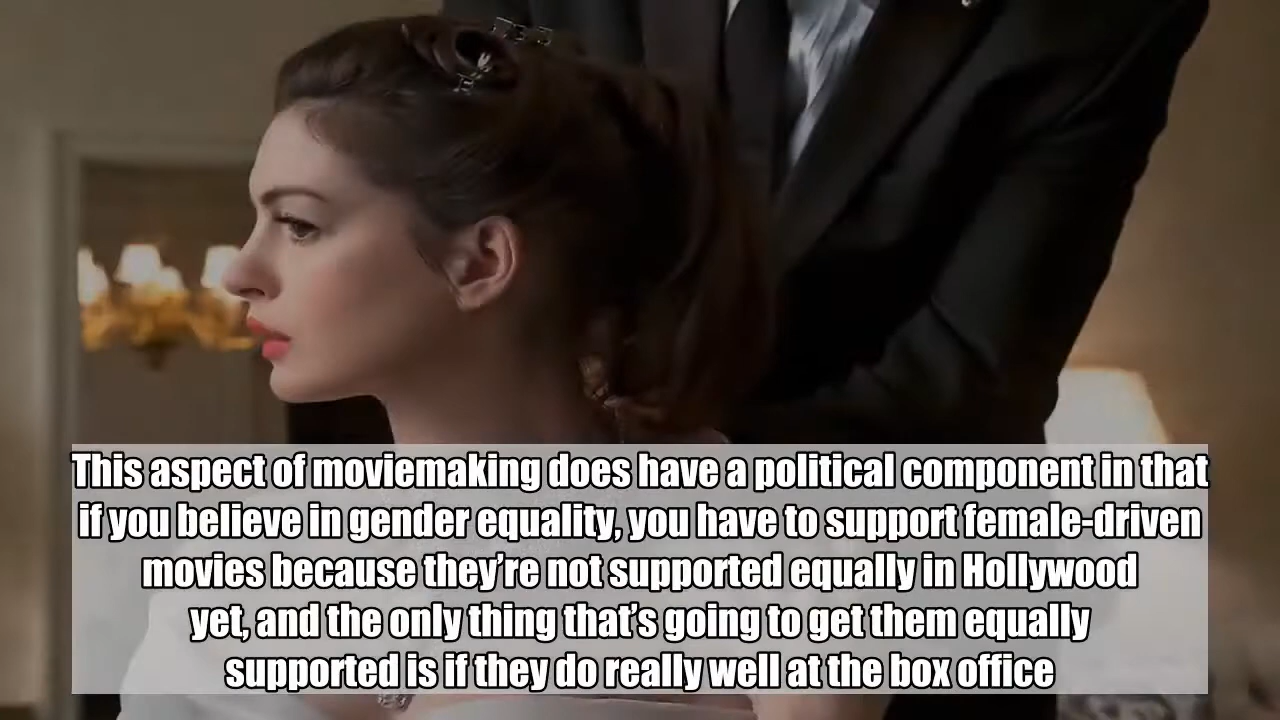 This aspect of moviemaking does have a political component in that
if you believe in gender equality, you have to support female-driven
movies because they’re not supported equally in Hollywood
yet, and the only thing that’s going to get them equally
supported is if they do really well at the box office